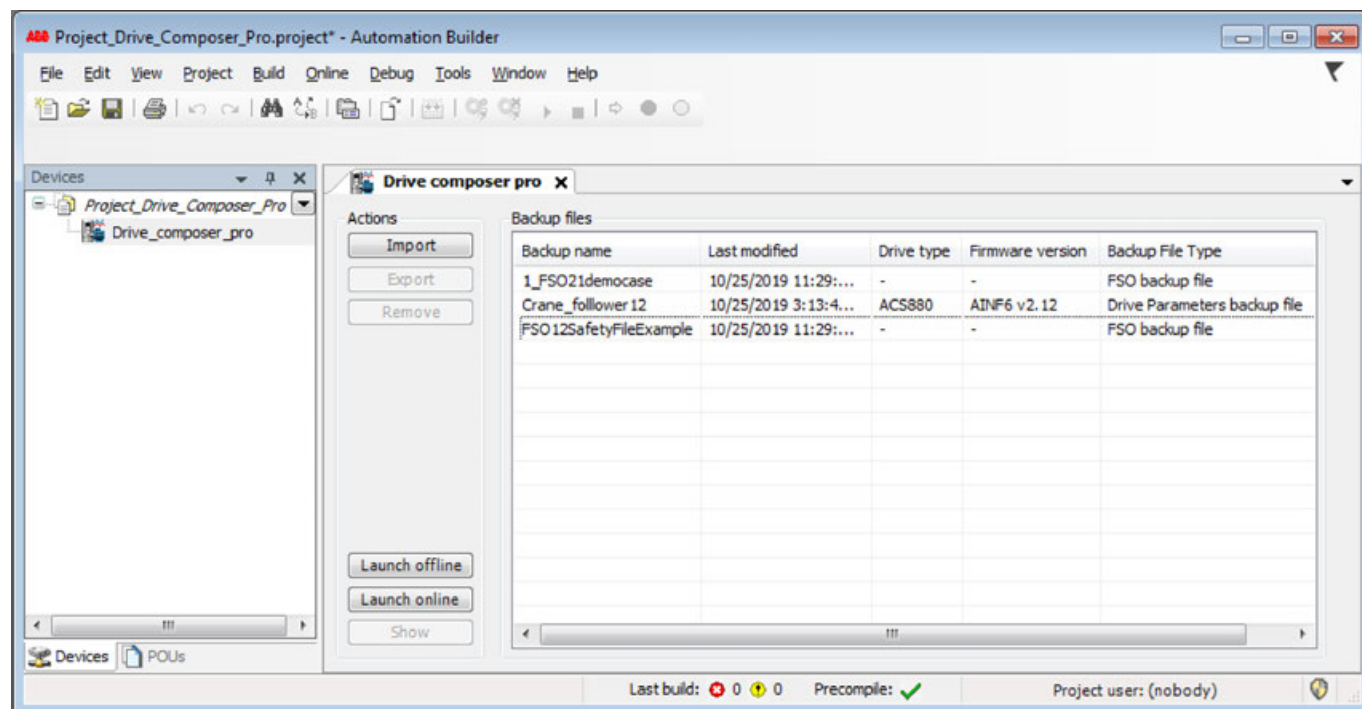 ABB Project_Drive_Composer_Pro.project* - Automation Builder
File Edit View Project Build Online Debug Tools Window Help
Devices
Project_Drive_Composer_Pro
Drive_composer_pro
Drive composer pro
Actions
Import
Export
Remove
Launch offline
Launch online
Show
Backup files
Backup name Last modified Drive type Firmware version Backup File Type
1_FSO21democase 10/25/2019 11:29:... - - FSO backup file
Crane_folllower12 10/25/2019 3:13:4... ACS880 AINF6 v2.12 Drive Parameters backup file
FSO12SafetyFileExample 10/25/2019 11:29:... - - FSO backup file
Devices POUs
Last build: 0 0 Precompile: Project user: (nobody)